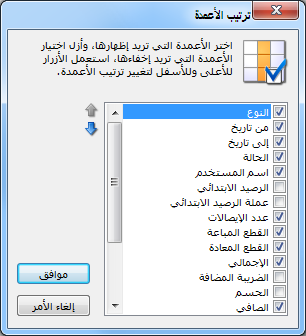 ترتيب الأعمدة
اختر الأعمدة التي تريد إظهارها، وأزل اختيار
الأعمدة التي تريد إخفاءها، استعمل الأزرار
للأعلى وللأسفل لتغيير ترتيب الأعمدة.
النوع
من تاريخ
إلى تاريخ
الحالة
اسم المستخدم
الرصيد الابتدائي
عملة الرصيد الابتدائي
عدد الإيصالات
القطع المباعة
القطع المعادة
الإجمالي
الضريبة المضافة
الحسم
الصافي
موافق
إلغاء الأمر